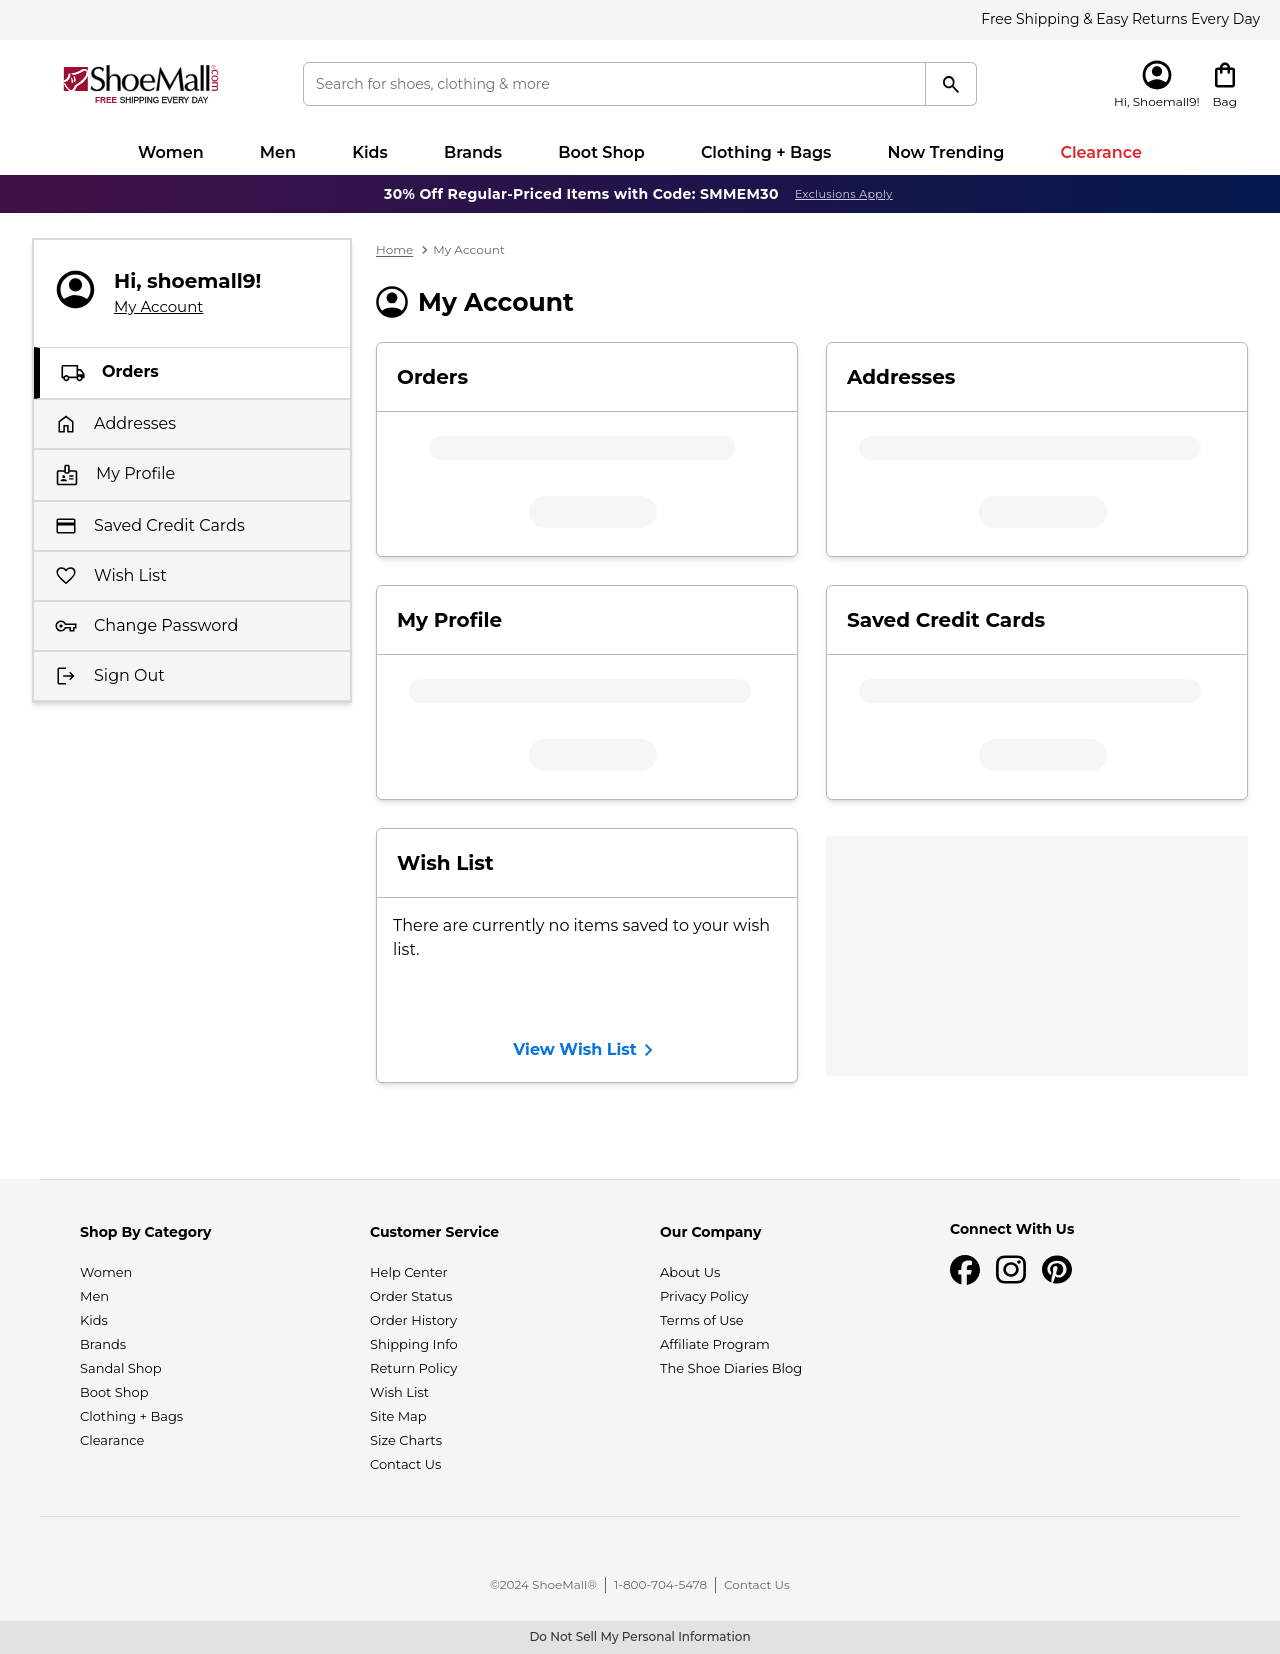 Free Shipping & Easy Returns Every Day
ShoeMall.com
FREE SHIPPING EVERY DAY
Search for shoes, clothing & more
Hi, Shoemall9!
Bag
Women Men Kids Brands Boot Shop Clothing + Bags Now Trending Clearance
30% Off Regular-Priced Items with Code: SMMEM30 Exclusions Apply
Hi, shoemall9!
My Account
Orders
Addresses
My Profile
Saved Credit Cards
Wish List
Change Password
Sign Out
Home > My Account
My Account
Orders
Addresses
My Profile
Saved Credit Cards
Wish List
There are currently no items saved to your wish
list.
View Wish List
Shop By Category
Women
Men
Kids
Brands
Sandal Shop
Boot Shop
Clothing + Bags
Clearance
Customer Service
Help Center
Order Status
Order History
Shipping Info
Return Policy
Wish List
Site Map
Size Charts
Contact Us
Our Company
About Us
Privacy Policy
Terms of Use
Affiliate Program
The Shoe Diaries Blog
Connect With Us
©2024 ShoeMall® | 1-800-704-5478 | Contact Us
Do Not Sell My Personal Information